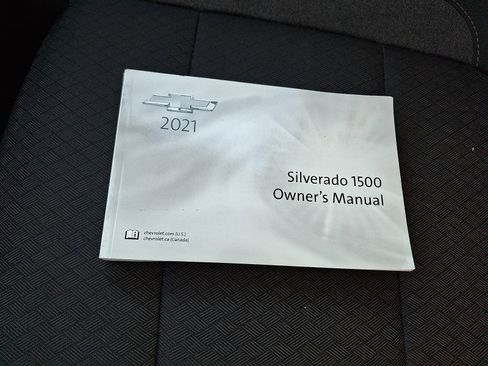 2021
Silverado 1500
Owner's Manual
chevrolet.com (U.S.)
chevrolet.ca (Canada)